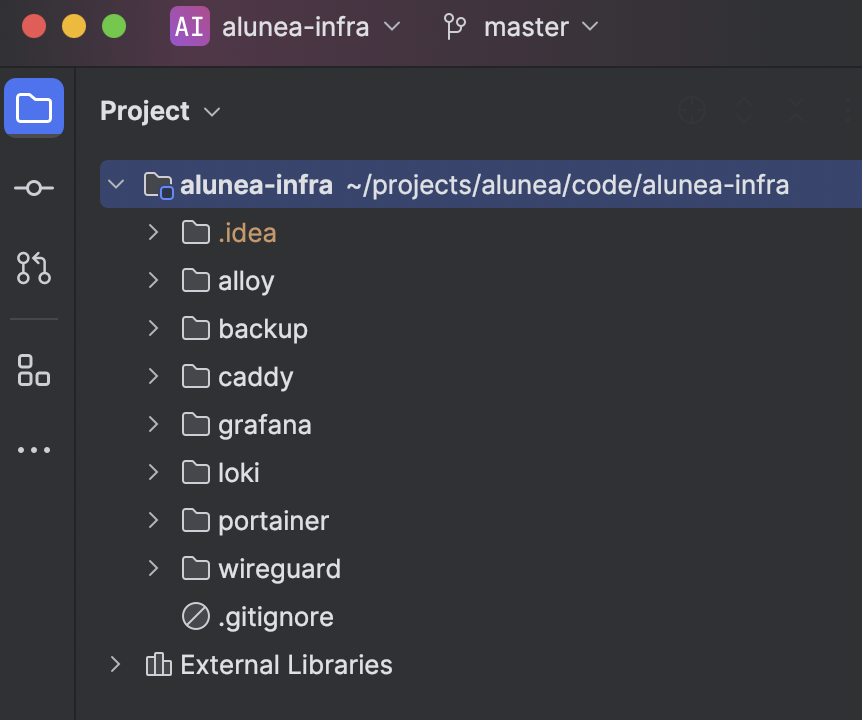 AI alunea-infra master
Project
alunea-infra ~/projects/alunea/code/alunea-infra
.idea
alloy
backup
caddy
grafana
loki
portainer
wireguard
.gitignore
External Libraries